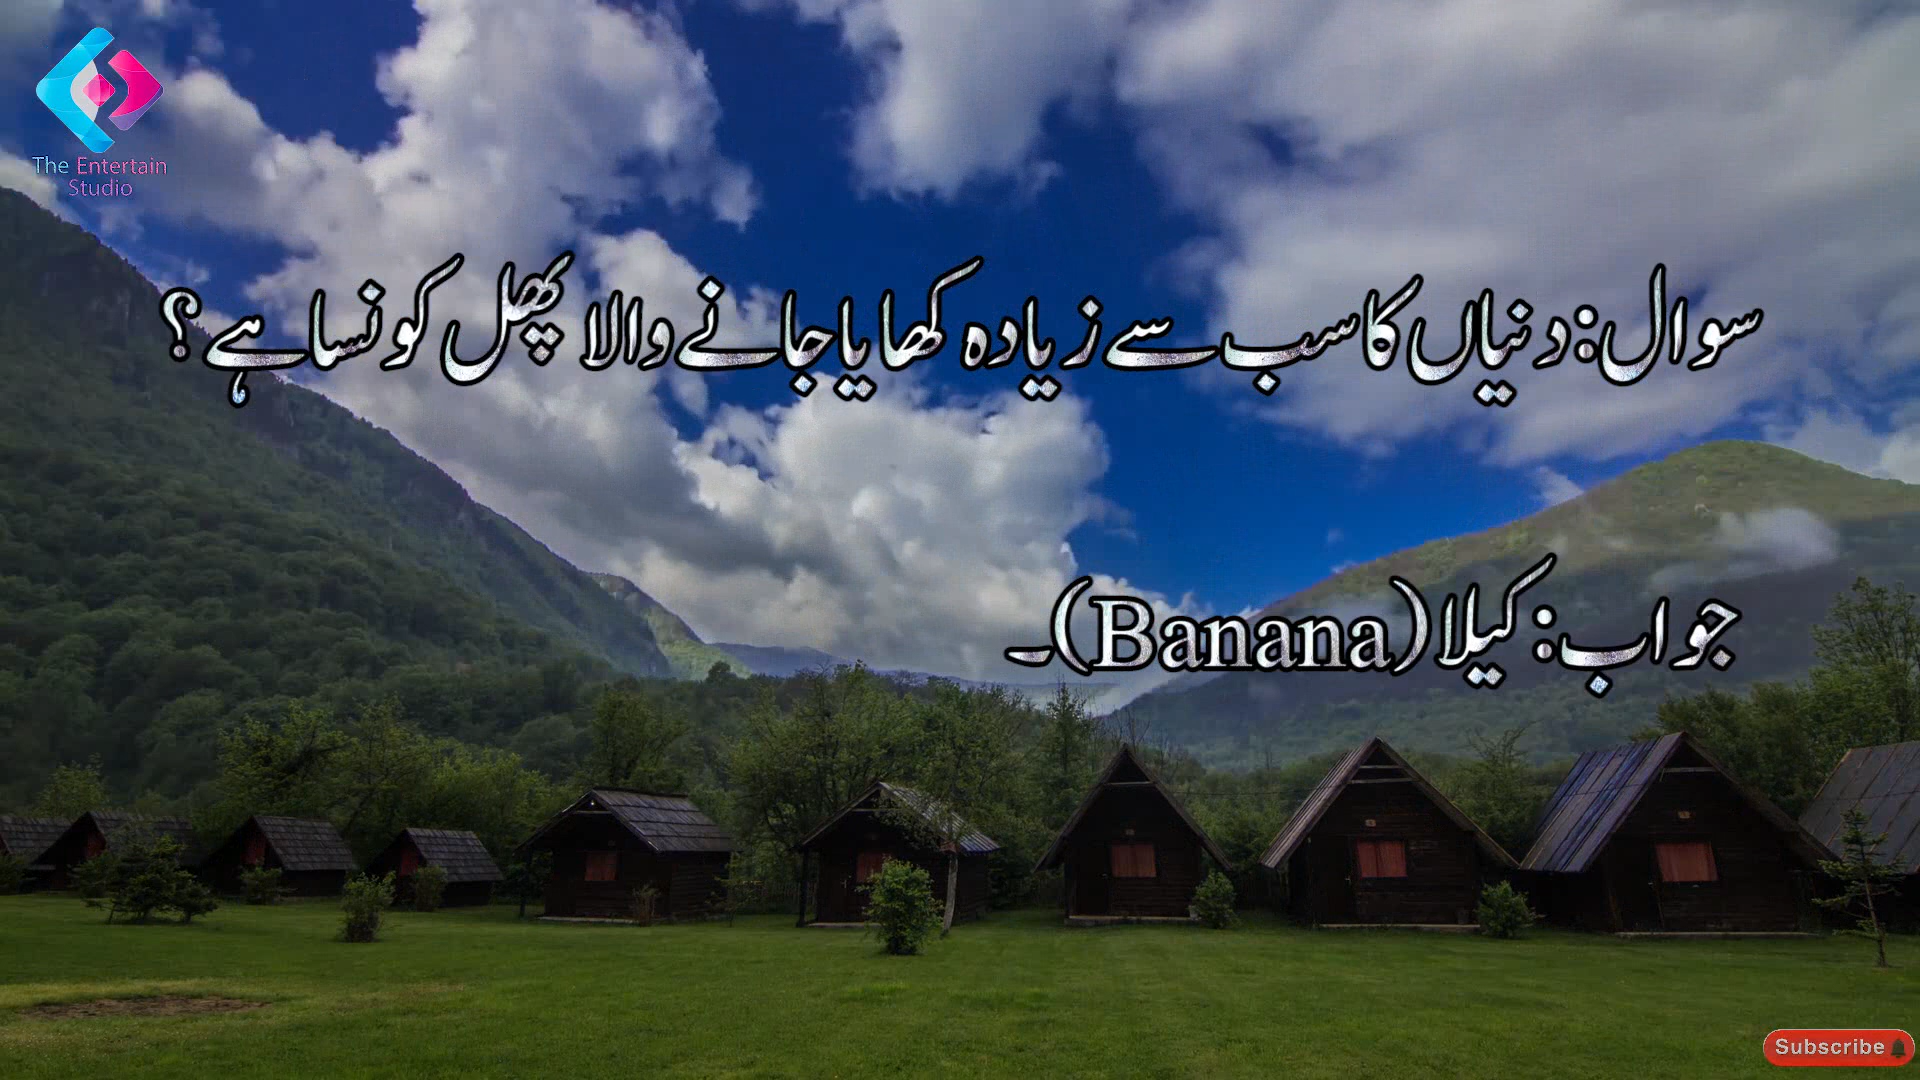 The Entertain
Studio
سوال: دنیاں کا سب سے زیادہ کھایا جانے والا پھل کونسا ہے؟
جواب: کیلا (Banana)۔
Subscribe